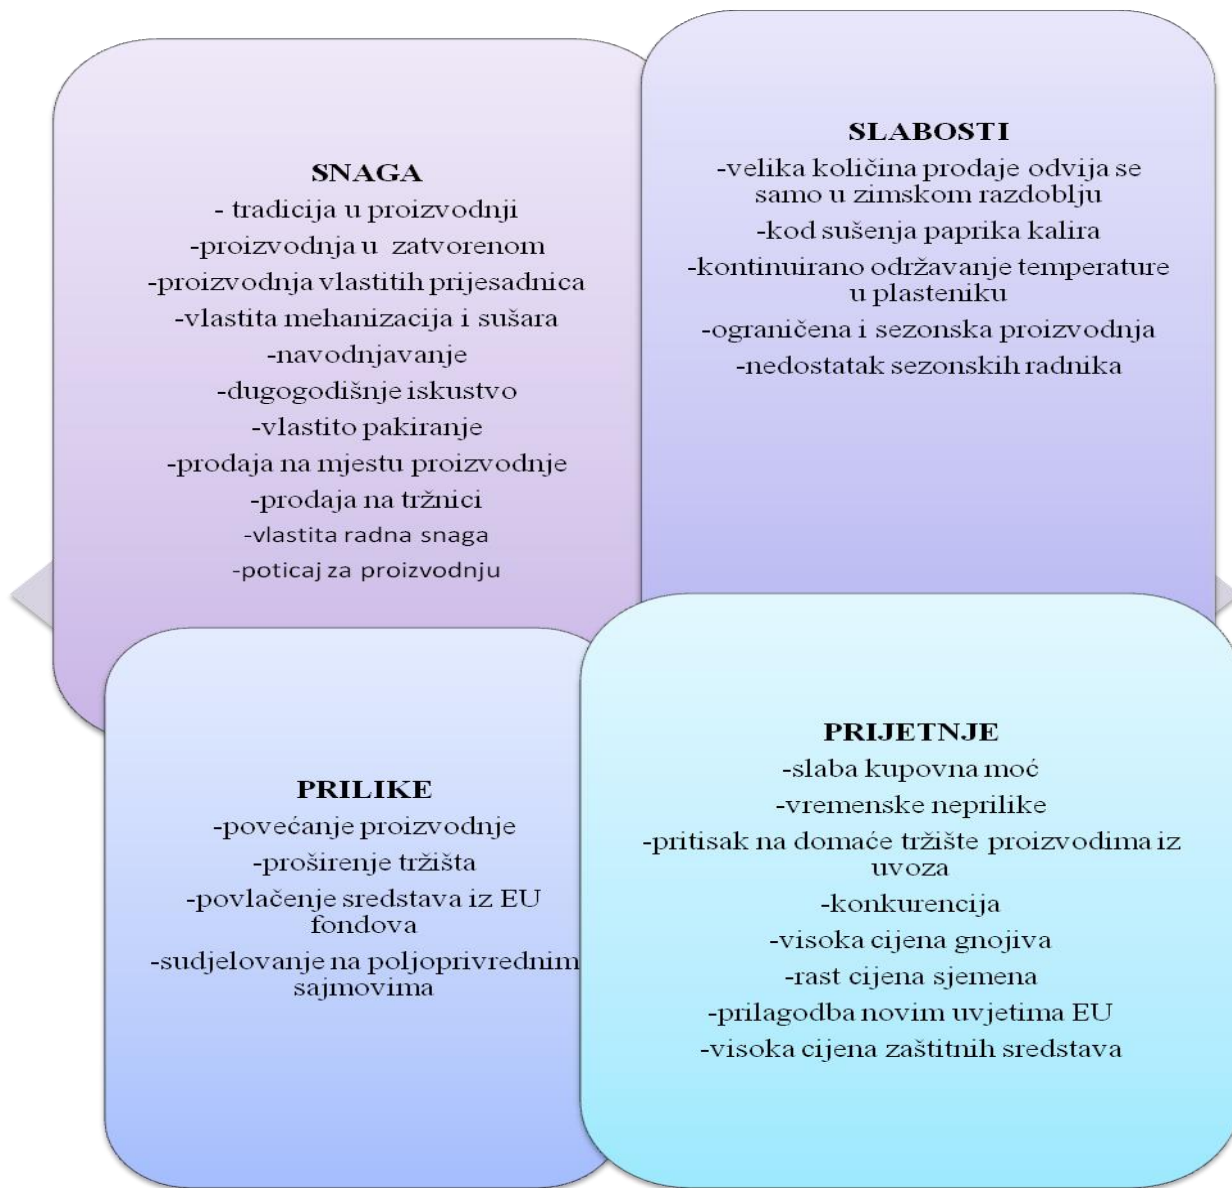 SNAGA
- tradicija u proizvodnji
-proizvodnja u zatvorenom
-proizvodnja vlastitih prijesadnica
-vlastita mehanizacija i sušara
-navodnjavanje
-dugogodišnje iskustvo
-vlastito pakiranje
-prodaja na mjestu proizvodnje
-prodaja na tržnici
-vlastita radna snaga
-poticaj za proizvodnju
SLABOSTI
-velika količina prodaje odvija se
samo u zimskom razdoblju
-kod sušenja paprika kalira
-kontinuirano održavanje temperature
u plasteniku
-ograničena i sezonska proizvodnja
-nedostatak sezonskih radnika
PRILIKE
-povećanje proizvodnje
-proširenje tržišta
-povlačenje sredstava iz EU
fondova
-sudjelovanje na poljoprivrednim
sajmovima
PRIJETNJE
-slaba kupovna moć
-vremenske neprilike
-pritisak na domaće tržište proizvodima iz
uvoza
-konkurencija
-visoka cijena gnojiva
-rast cijena sjemena
-prilagodba novim uvjetima EU
-visoka cijena zaštitnih sredstava